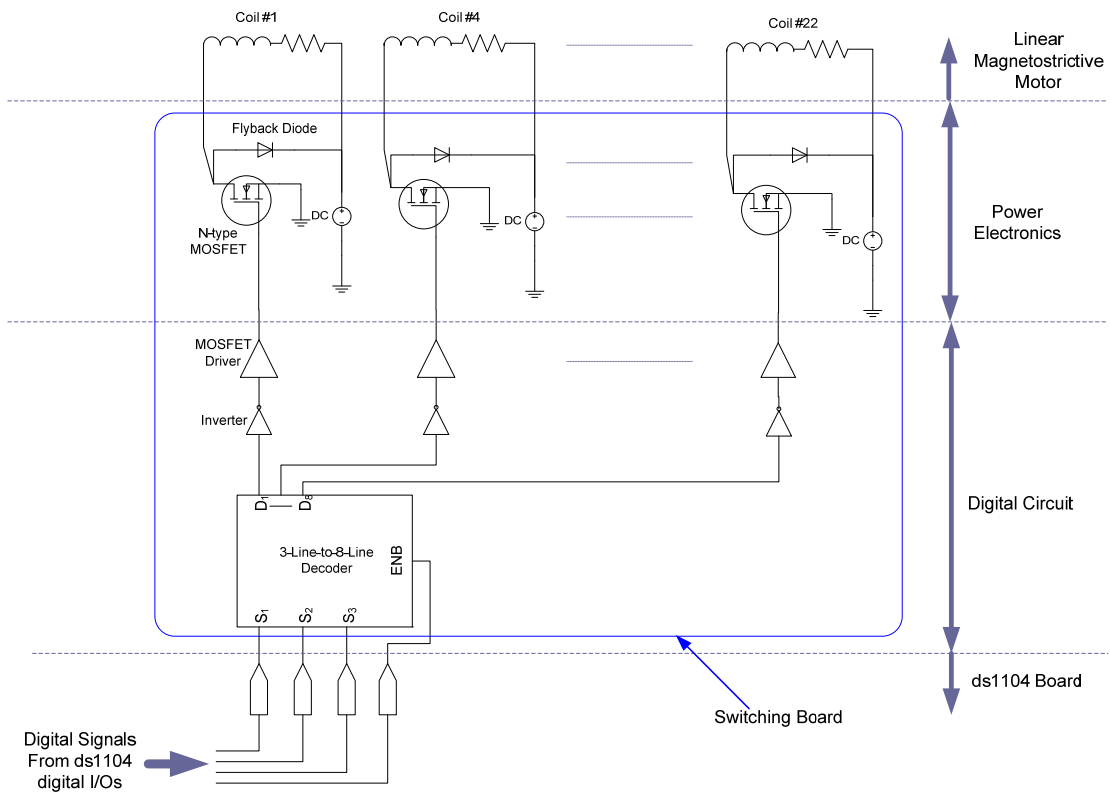 Coil #1
Coil #4
Coil #22
Linear
Magnetostrictive
Motor
Flyback Diode
DC
+
-
DC
+
-
DC
+
-
N-type
MOSFET
Power
Electronics
MOSFET
Driver
Inverter
D1
D8
3-Line-to-8-Line
Decoder
ENB
S1
S2
S3
Digital Circuit
ds1104 Board
Switching Board
Digital Signals
From ds1104
digital I/Os